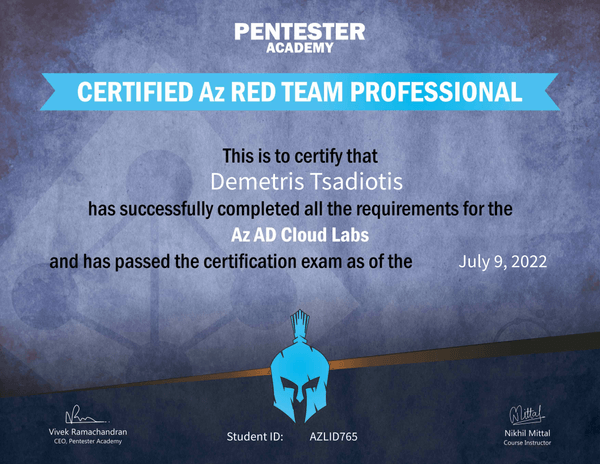 PENTESTER
ACADEMY
CERTIFIED Az RED TEAM PROFESSIONAL
This is to certify that
Demetris Tsadiotis
has successfully completed all the requirements for the
Az AD Cloud Labs
and has passed the certification exam as of the July 9, 2022
Vivek Ramachandran
CEO, Pentester Academy
Student ID: AZLID765
Mittal
Nikhil Mittal
Course Instructor